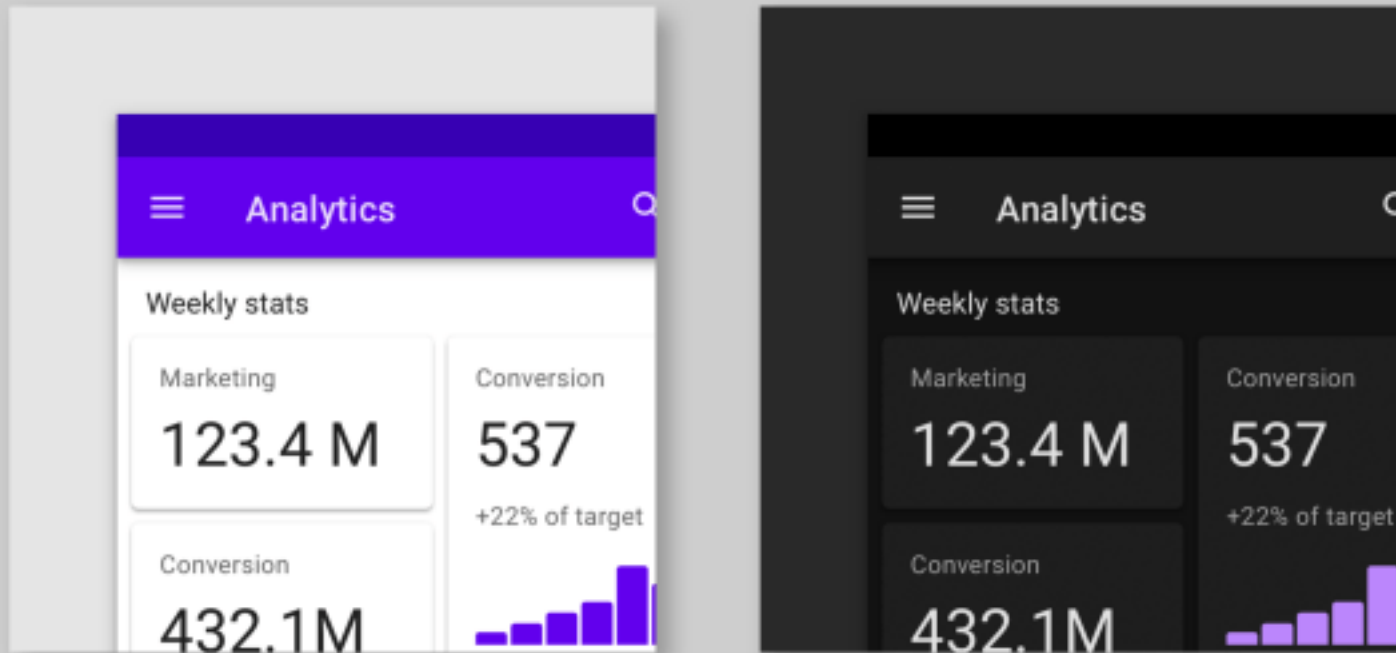 Analytics
Weekly stats
Marketing
123.4 M
Conversion
432.1M
Conversion
537
+22% of target
Analytics
Weekly stats
Marketing
123.4 M
Conversion
432.1M
Conversion
537
+22% of target